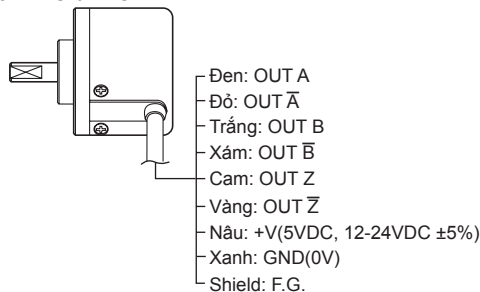 Đen: OUT A
Đỏ: OUT A̅
Trắng: OUT B
Xám: OUT B̅
Cam: OUT Z
Vàng: OUT Z̅
Nâu: +V(5VDC, 12-24VDC ±5%)
Xanh: GND(0V)
Shield: F.G.